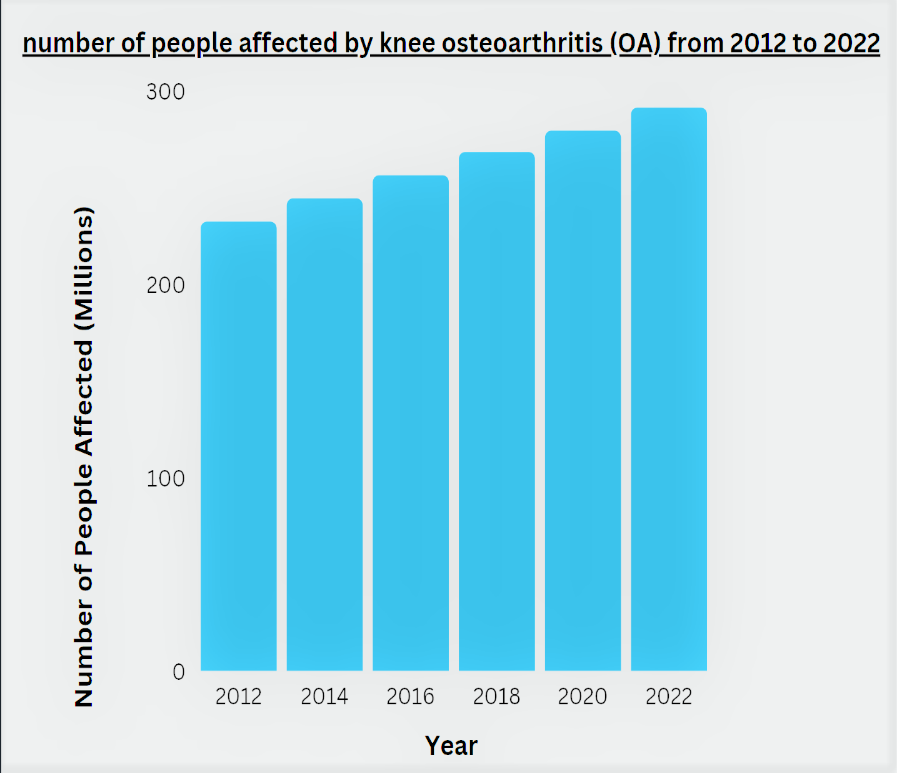 number of people affected by knee osteoarthritis (OA) from 2012 to 2022
300
200
100
0
Number of People Affected (Millions)
2012 2014 2016 2018 2020 2022
Year